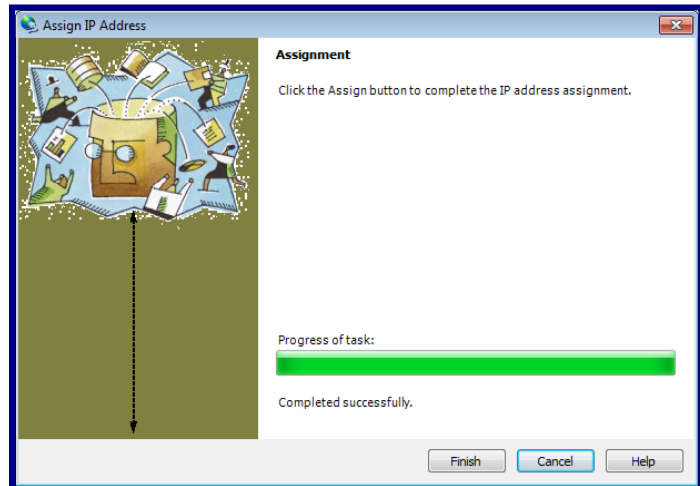 Assign IP Address
Assignment
Click the Assign button to complete the IP address assignment.
Progress of task:
Completed successfully.
Finish Cancel Help